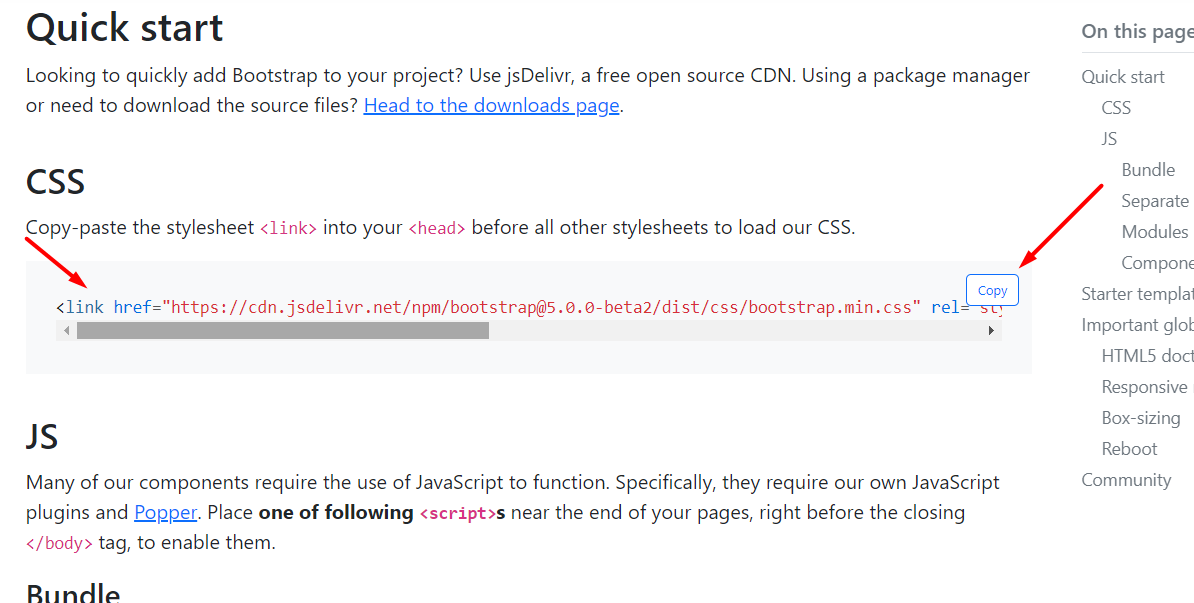 Quick start
Looking to quickly add Bootstrap to your project? Use jsDelivr, a free open source CDN. Using a package manager
or need to download the source files? Head to the downloads page.
CSS
Copy-paste the stylesheet <link> into your <head> before all other stylesheets to load our CSS.
Copy
<link href="https://cdn.jsdelivr.net/npm/bootstrap@5.0.0-beta2/dist/css/bootstrap.min.css" rel="sty
JS
Many of our components require the use of JavaScript to function. Specifically, they require our own JavaScript
plugins and Popper. Place one of following <script>s near the end of your pages, right before the closing
</body> tag, to enable them.
Bundle
On this page
Quick start
CSS
JS
Bundle
Separate
Modules
Compone
Starter templat
Important glob
HTML5 doct
Responsive
Box-sizing
Reboot
Community